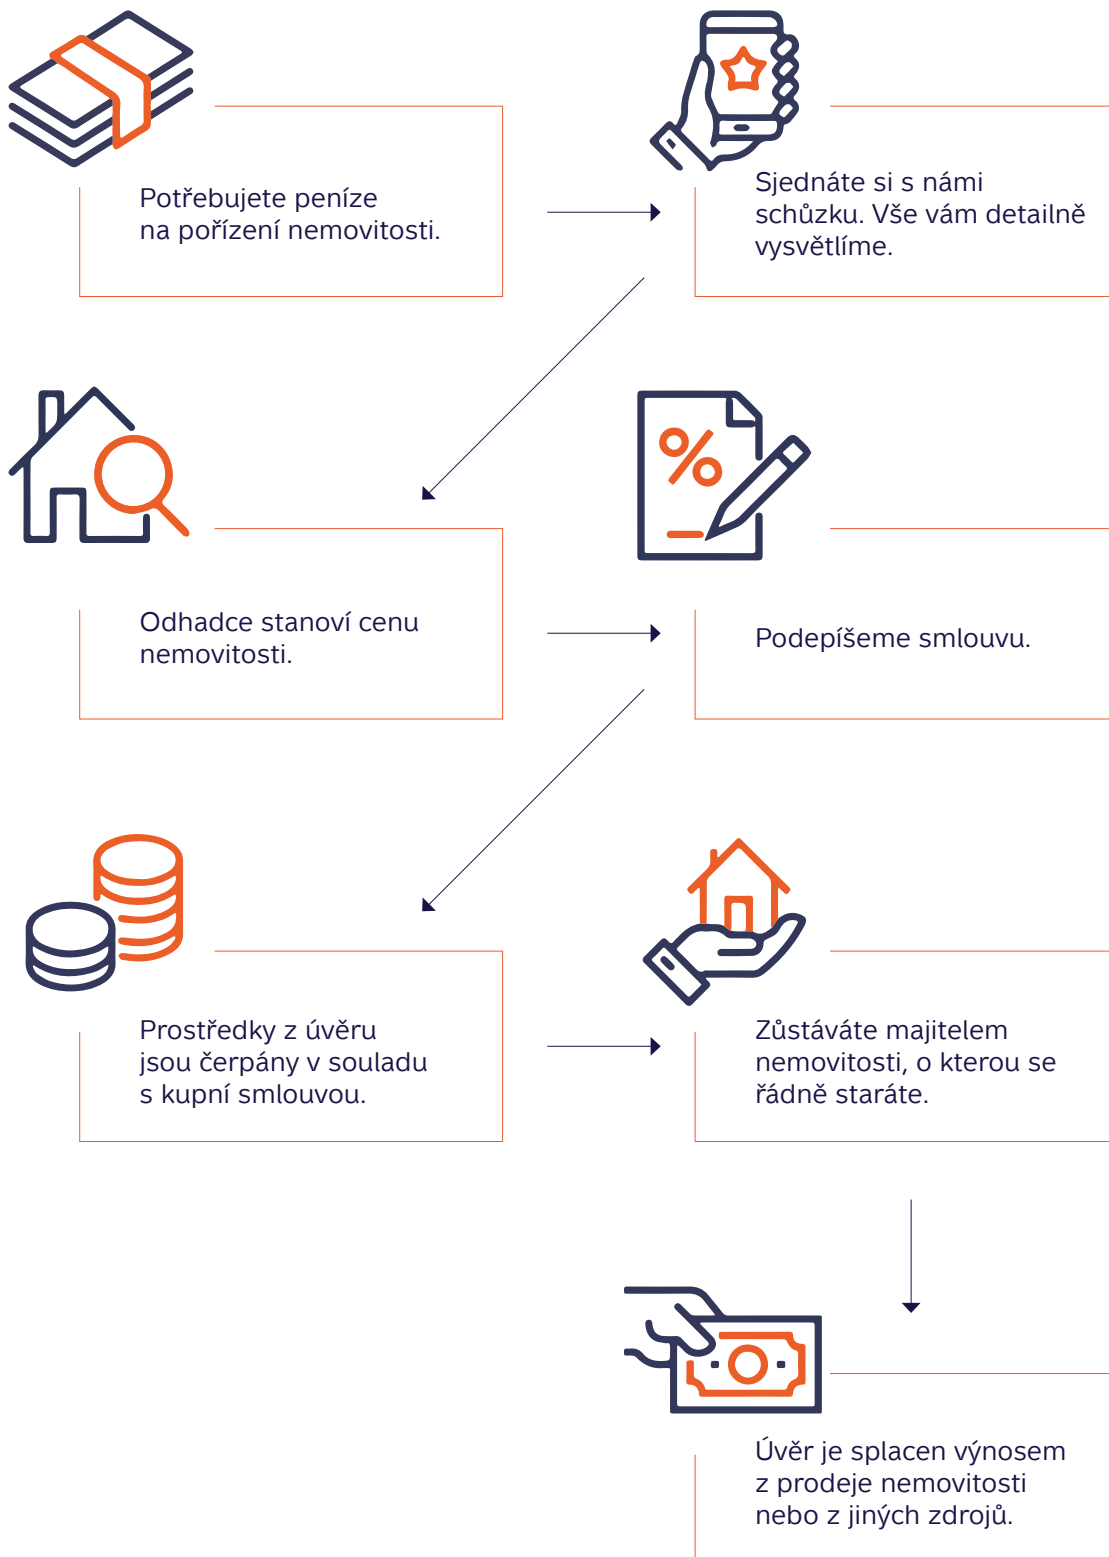 Potřebujete peníze
na pořízení nemovitosti.
Sjednáte si s námi
schůzku. Vše vám detailně
vysvětlíme.
Odhadce stanoví cenu
nemovitosti.
%
Podepíšeme smlouvu.
Prostředky z úvěru
jsou čerpány v souladu
s kupní smlouvou.
Zůstáváte majitelem
nemovitosti, o kterou se
řádně staráte.
Úvěr je splacen výnosem
z prodeje nemovitosti
nebo z jiných zdrojů.